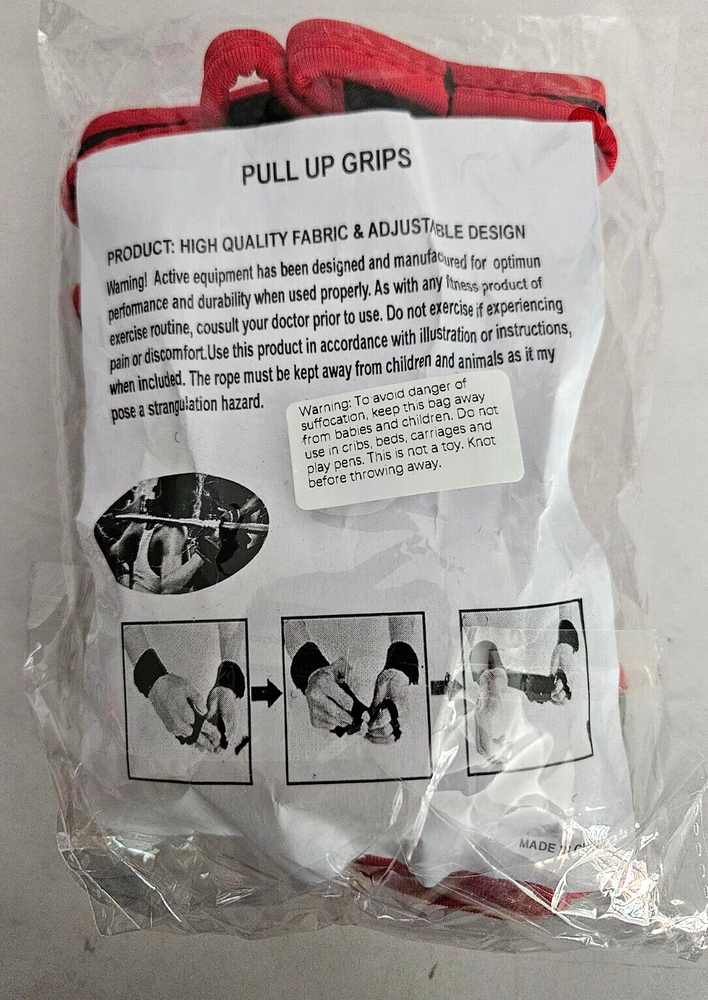 PULL UP GRIPS
PRODUCT: HIGH QUALITY FABRIC & ADJUSTABLE DESIGN
Warning! Active equipment has been designed and manufactured for optimun
performance and durability when used properly. As with any fitness product of
exercise routine, cousult your doctor prior to use. Do not exercise if experiencing
pain or discomfort.Use this product in accordance with illustration or instructions,
when included. The rope must be kept away from children and animals as it my
pose a strangulation hazard.
Warning: To avoid danger of
suffocation, keep this bag away
from babies and children. Do not
use in cribs, beds, carriages and
play pens. This is not a toy. Knot
before throwing away.
MADE